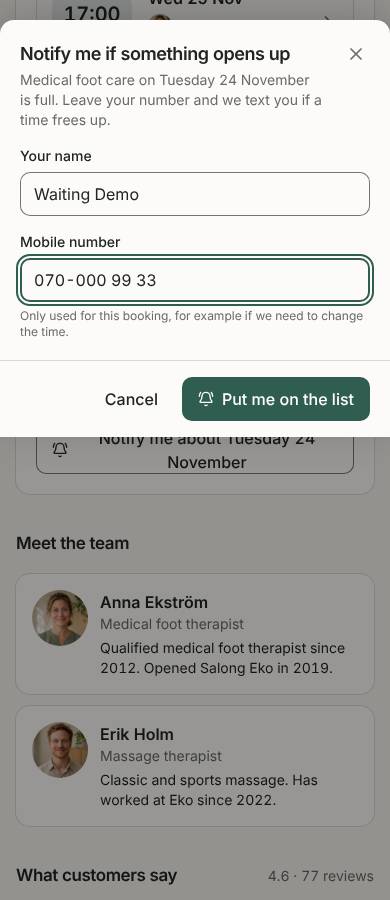 17:00
Wed 25 Nov
Notify me if something opens up
Medical foot care on Tuesday 24 November
is full. Leave your number and we text you if a
time frees up.
Your name
Waiting Demo
Mobile number
070-000 99 33
Only used for this booking, for example if we need to change
the time.
Cancel
Put me on the list
Notify me about Tuesday 24
November
Meet the team
Anna Ekström
Medical foot therapist
Qualified medical foot therapist since
2012. Opened Salong Eko in 2019.
Erik Holm
Massage therapist
Classic and sports massage. Has
worked at Eko since 2022.
What customers say
4.6 · 77 reviews